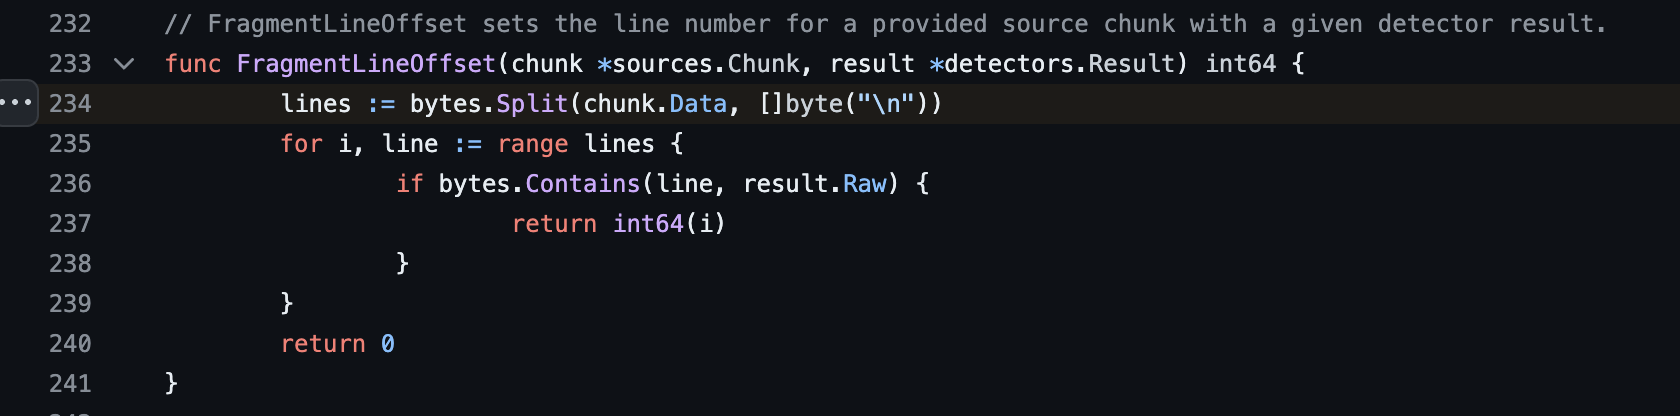 232 // FragmentLineOffset sets the line number for a provided source chunk with a given detector result.
233 func FragmentLineOffset(chunk *sources.Chunk, result *detectors.Result) int64 {
234 lines := bytes.Split(chunk.Data, []byte("\n"))
235 for i, line := range lines {
236 if bytes.Contains(line, result.Raw) {
237 return int64(i)
238 }
239 }
240 return 0
241 }